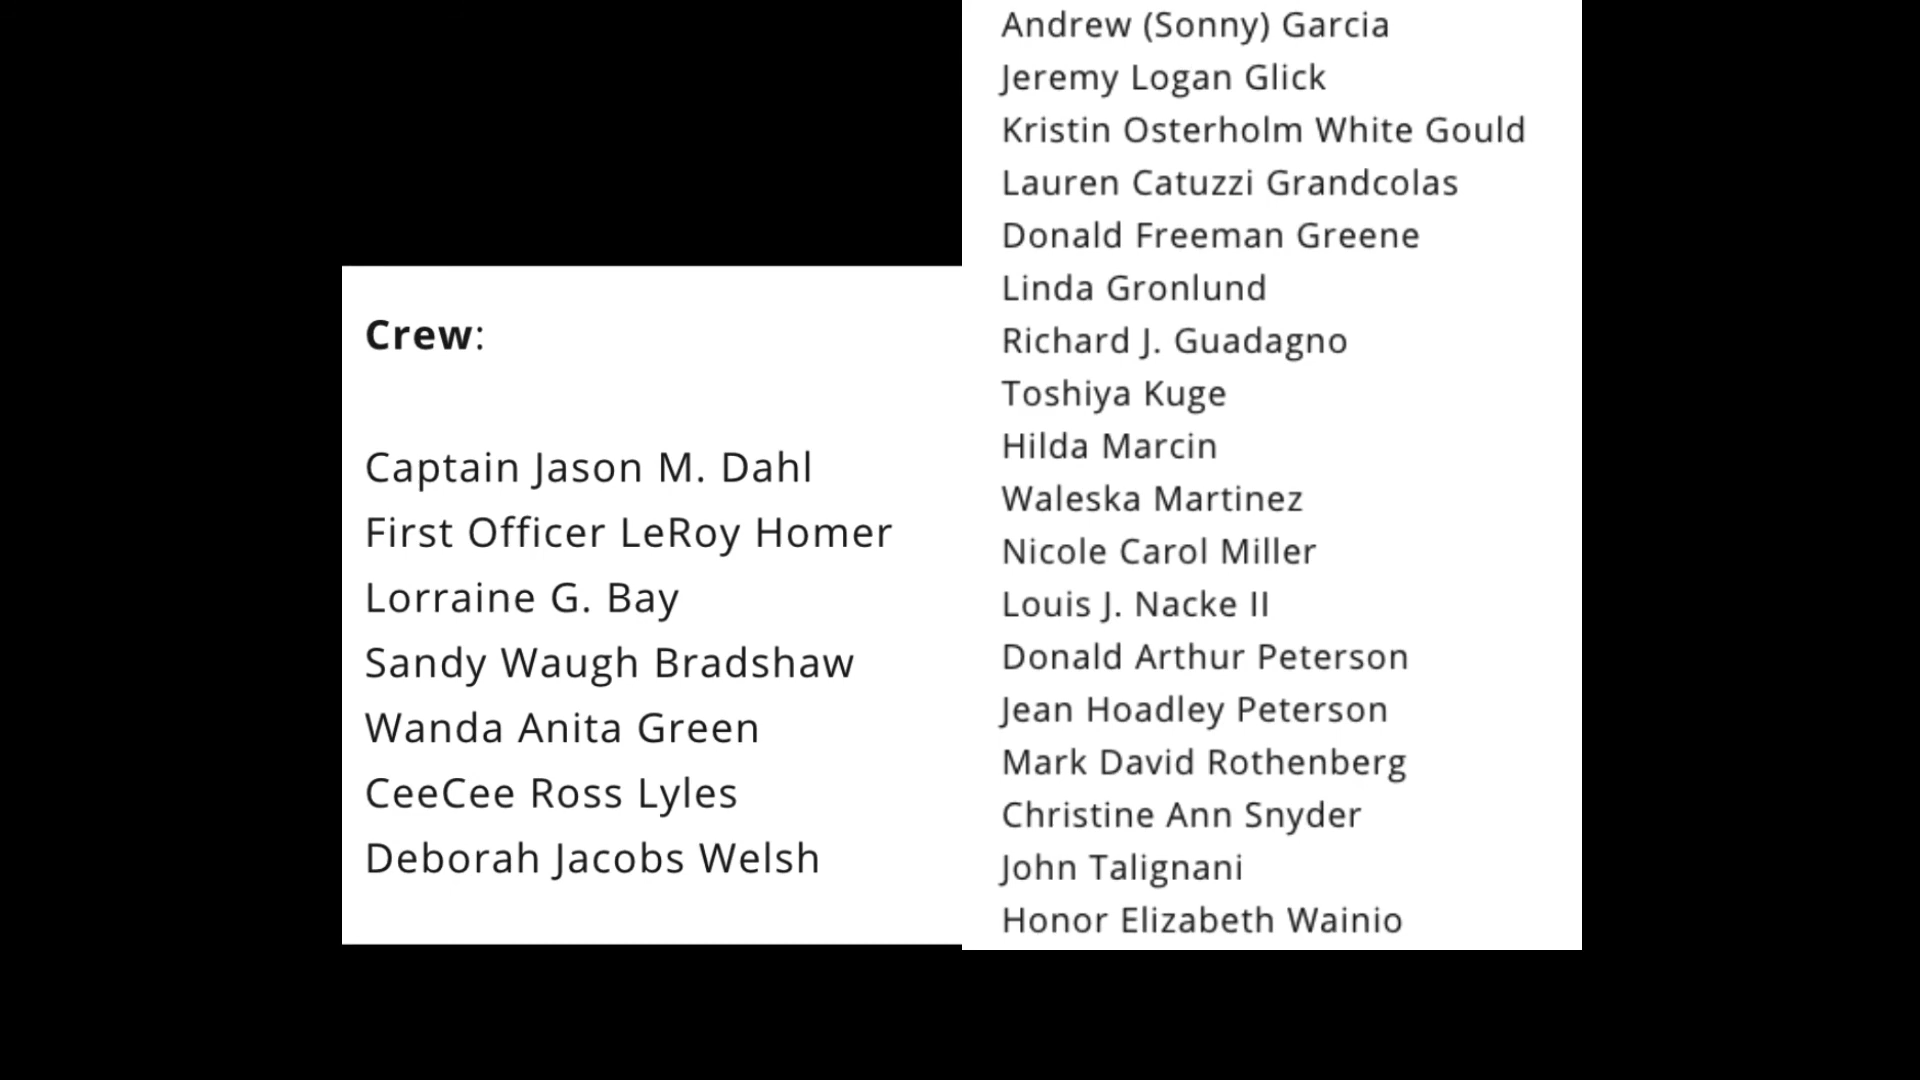 Crew:
Captain Jason M. Dahl
First Officer LeRoy Homer
Lorraine G. Bay
Sandy Waugh Bradshaw
Wanda Anita Green
CeeCee Ross Lyles
Deborah Jacobs Welsh
Andrew (Sonny) Garcia
Jeremy Logan Glick
Kristin Osterholm White Gould
Lauren Catuzzi Grandcolas
Donald Freeman Greene
Linda Gronlund
Richard J. Guadagno
Toshiya Kuge
Hilda Marcin
Waleska Martinez
Nicole Carol Miller
Louis J. Nacke II
Donald Arthur Peterson
Jean Hoadley Peterson
Mark David Rothenberg
Christine Ann Snyder
John Talignani
Honor Elizabeth Wainio